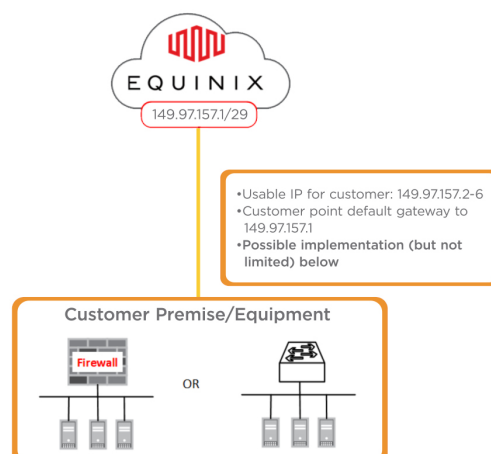 EQUINIX
149.97.157.1/29
•Usable IP for customer: 149.97.157.2-6
•Customer point default gateway to
149.97.157.1
•Possible implementation (but not
limited) below
Customer Premise/Equipment
Firewall
OR